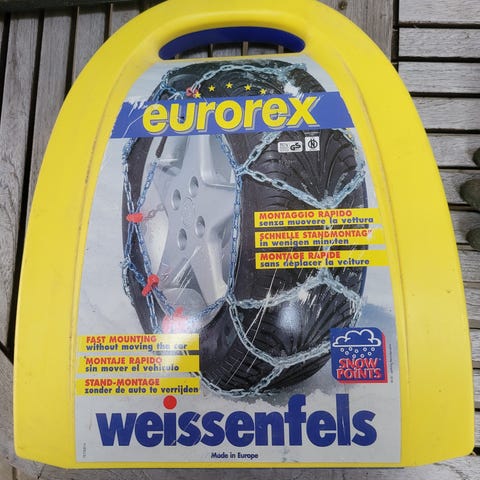 eurorex
GS
MONTAGGIO RAPIDO
senza muovere la vettura
SCHNELLE STANDMONTAG"
in wenigen minuten
MONTAGE RAPIDE
sans déplacer la voiture
FAST MOUNTING
without moving the car
MONTAJE RAPIDO
sin mover el vehículo
STAND-MONTAGE
zonder de auto te verrijden
SNOW
POINTS
weissenfels
Made in Europe